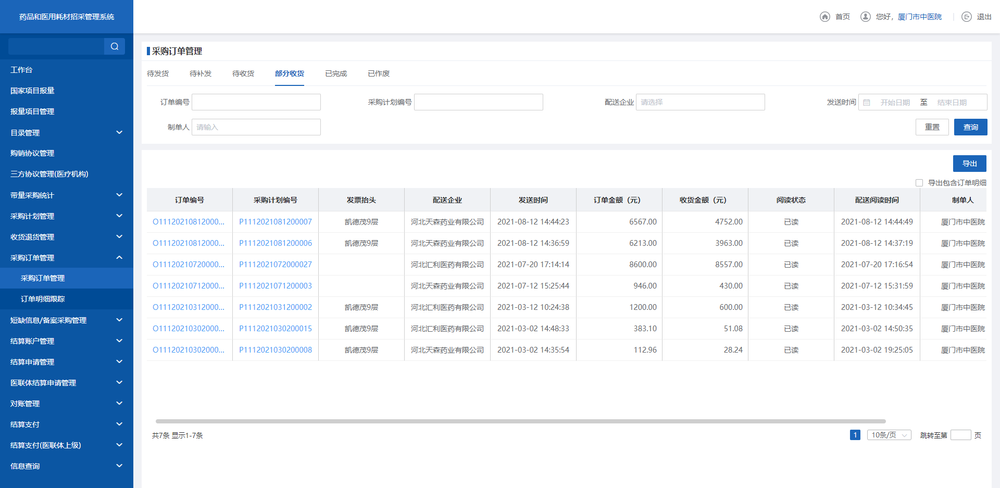 药品和医用耗材招采管理系统
首页 您好，厦门市中医院 退出
工作台
国家项目报量
报量项目管理
目录管理
购销协议管理
三方协议管理(医疗机构)
带量采购统计
采购计划管理
收货退货管理
采购订单管理
采购订单管理
订单明细跟踪
短缺信息/备案采购管理
结算账户管理
结算申请管理
医联体结算申请管理
对账管理
结算支付
结算支付(医联体上级)
信息查询
采购订单管理
待发货 待补发 待收货 部分收货 已完成 已作废
订单编号 采购计划编号 配送企业 请选择 发送时间 开始日期 至 结束日期
制单人 请输入 重置 查询
导出
导出包含订单明细
订单编号 采购计划编号 发票抬头 配送企业 发送时间 订单金额（元） 收货金额（元） 阅读状态 配送阅读时间 制单人
O11120210812000... P1112021081200007 凯德茂9层 河北天森药业有限公司 2021-08-12 14:44:23 6567.00 4752.00 已读 2021-08-12 14:44:49 厦门市中医院
O11120210812000... P1112021081200006 凯德茂9层 河北天森药业有限公司 2021-08-12 14:36:59 6213.00 3963.00 已读 2021-08-12 14:37:19 厦门市中医院
O11120210720000... P1112021072000027 河北汇利医药有限公司 2021-07-20 17:14:14 8600.00 8557.00 已读 2021-07-20 17:16:54 厦门市中医院
O11120210712000... P1112021071200003 河北天森药业有限公司 2021-07-12 15:25:44 946.00 430.00 已读 2021-07-12 15:31:59 厦门市中医院
O11120210312000... P1112021031200002 凯德茂9层 河北汇利医药有限公司 2021-03-12 10:24:38 1200.00 600.00 已读 2021-03-12 10:34:45 厦门市中医院
O11120210302000... P1112021030200015 凯德茂9层 河北汇利医药有限公司 2021-03-02 14:48:33 383.10 51.08 已读 2021-03-02 14:50:35 厦门市中医院
O11120210302000... P1112021030200008 凯德茂9层 河北天森药业有限公司 2021-03-02 14:35:54 112.96 28.24 已读 2021-03-02 19:25:05 厦门市中医院
共7条 显示1-7条 1 10条/页 跳转至第 页